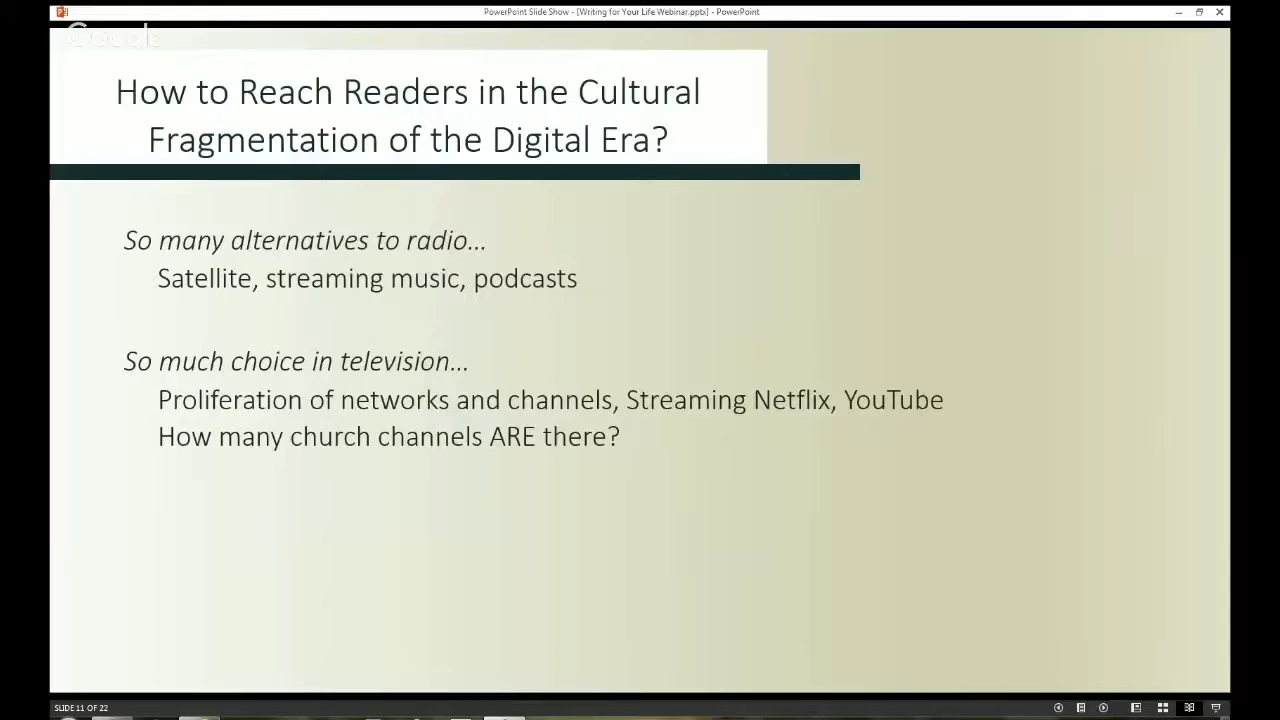 PowerPoint Slide Show - [Writing for Your Life Webinar.pptx] - PowerPoint
Google
How to Reach Readers in the Cultural
Fragmentation of the Digital Era?
So many alternatives to radio...
Satellite, streaming music, podcasts
So much choice in television...
Proliferation of networks and channels, Streaming Netflix, YouTube
How many church channels ARE there?
SLIDE 11 OF 22